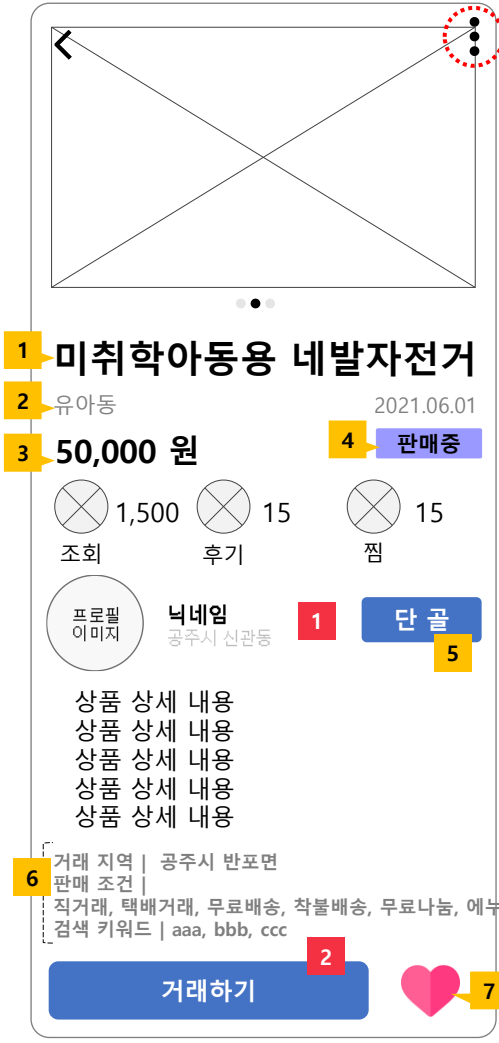 1
미취학아동용 네발자전거
2
유아동
2021.06.01
3
50,000 원
4
판매중
1,500
15
15
조회
후기
찜
프로필
이미지
닉네임
공주시 신관동
1
단 골
5
상품 상세 내용
상품 상세 내용
상품 상세 내용
상품 상세 내용
상품 상세 내용
6
거래 지역 | 공주시 반포면
판매 조건 |
직거래, 택배거래, 무료배송, 착불배송, 무료나눔, 에누
검색 키워드 | aaa, bbb, ccc
2
거래하기
7